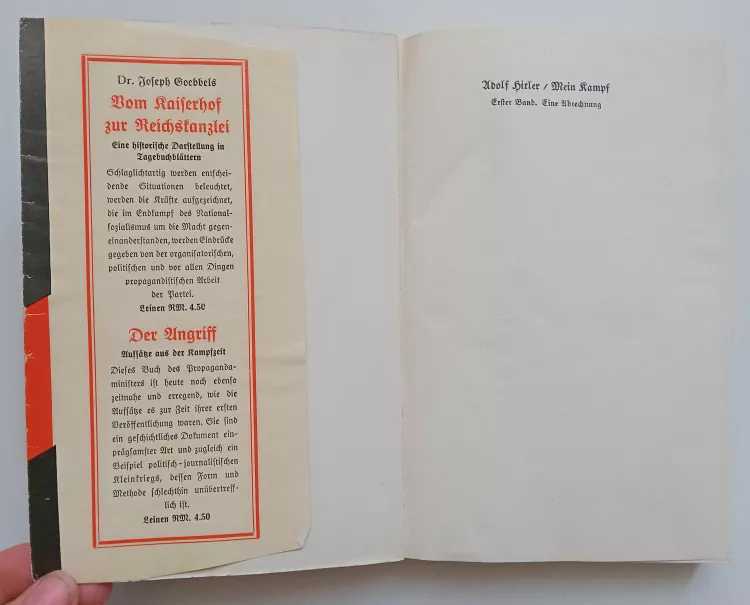 Dr. Joseph Goebbels
Vom Kaiserhof
zur Reichskanzlei
Eine historische Darstellung in
Tagebuchblättern
Schlaglichtartig werden entschei-
dende Situationen beleuchtet,
werden die Kräfte aufgezeichnet,
die im Endkampf des National-
sozialismus um die Macht gegen-
einanderstanden, werden Eindrücke
gegeben von der organisatorischen,
politischen und vor allen Dingen
propagandistischen Arbeit
der Partei.
Leinen RM. 4.50
Der Angriff
Aufsätze aus der Kampfzeit
Dieses Buch des Propaganda-
ministers ist heute noch ebenso
zeitnahe und erregend, wie die
Aufsätze es zur Zeit ihrer ersten
Veröffentlichung waren. Sie sind
ein geschichtliches Dokument ein-
prägsamster Art und zugleich ein
Beispiel politisch-journalistischen
Kleinkriegs, dessen Form und
Methode schlechthin unübertreff-
lich ist.
Leinen RM. 4.50
Adolf Hitler / Mein Kampf
Erster Band. Eine Abrechnung